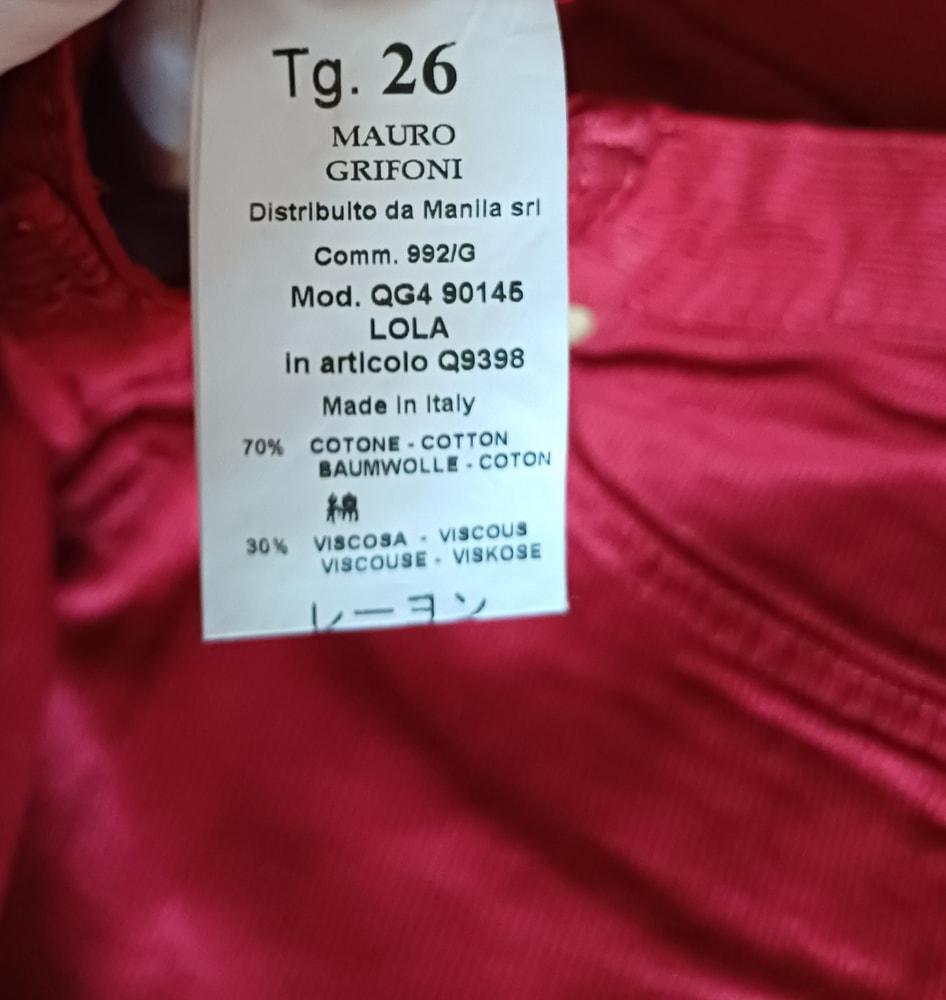 Tg. 26
MAURO
GRIFONI
Distribuito da Manila srl
Comm. 992/G
Mod. QG4 90145
LOLA
in articolo Q9398
Made in Italy
70% COTONE - COTTON
BAUMWOLLE - COTON
綿
30% VISCOSA - VISCOUS
VISCOUSE - VISKOSE
レーヨン